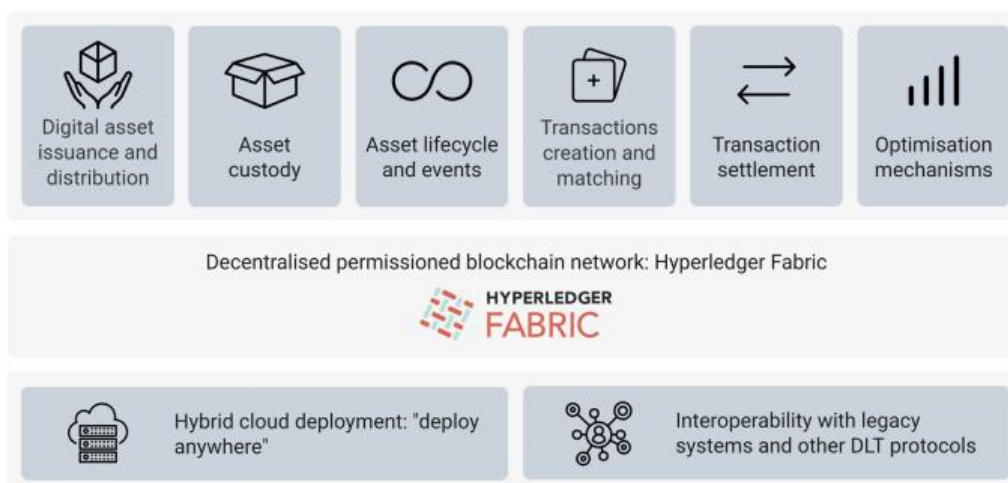 Digital asset
issuance and
distribution
Asset
custody
Asset lifecycle
and events
Transactions
creation and
matching
Transaction
settlement
Optimisation
mechanisms
Decentralised permissioned blockchain network: Hyperledger Fabric
HYPERLEDGER
FABRIC
Hybrid cloud deployment: "deploy
anywhere"
Interoperability with legacy
systems and other DLT protocols